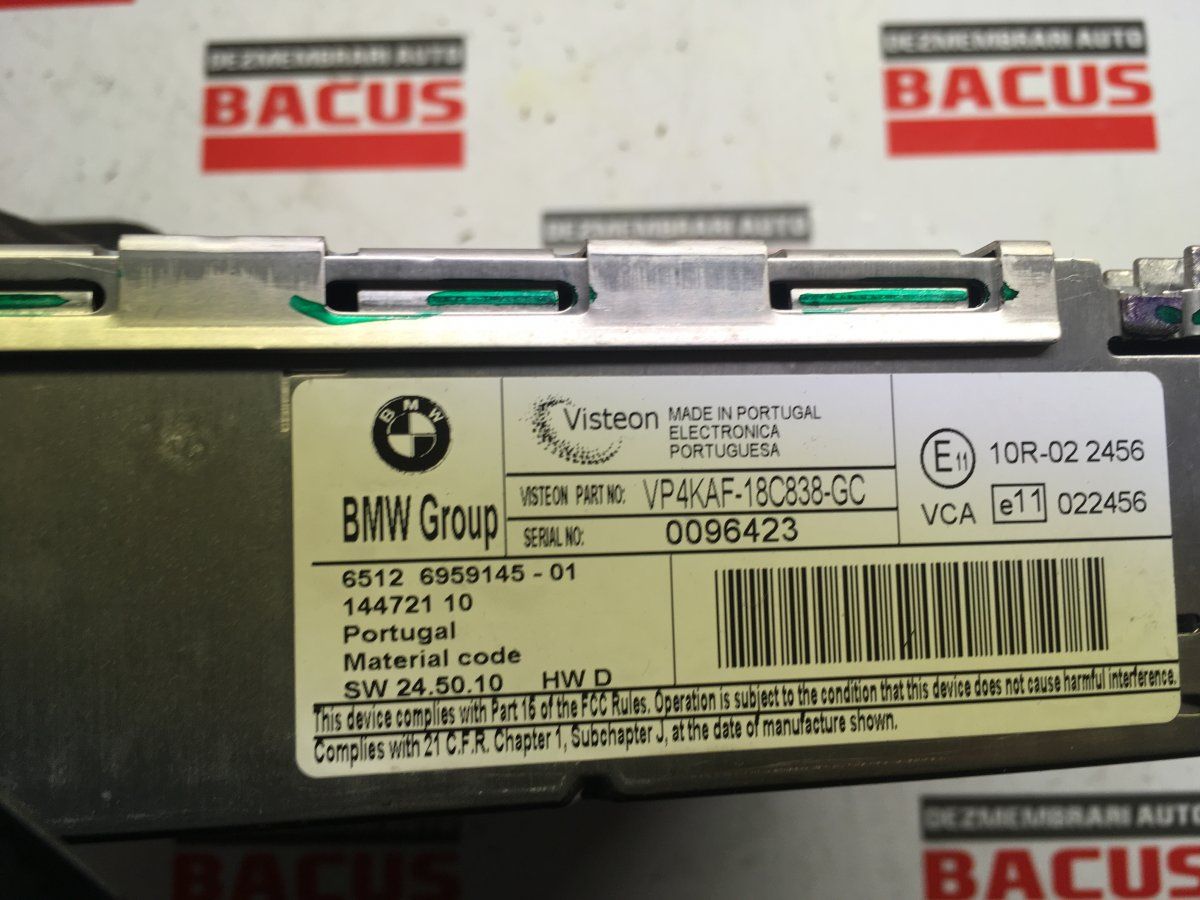 DEZMEMBRARI AUTO
BACUS
DEZMEMBRARI AUTO
BACUS
DEZMEMBRARI AUTO
BMW
BMW Group
Visteon
MADE IN PORTUGAL
ELECTRONICA
PORTUGUESA
VISTEON PART NO: VP4KAF-18C838-GC
SERIAL NO: 0096423
E11 10R-02 2456
VCA e11 022456
6512 6959145 - 01
144721 10
Portugal
Material code
SW 24.50.10 HW D
This device complies with Part 16 of the FCC Rules. Operation is subject to the condition that this device does not cause harmful interference.
Complies with 21 C.F.R. Chapter 1, Subchapter J, at the date of manufacture shown.
DEZMEMBRARI AUTO
BACUS
BACUS